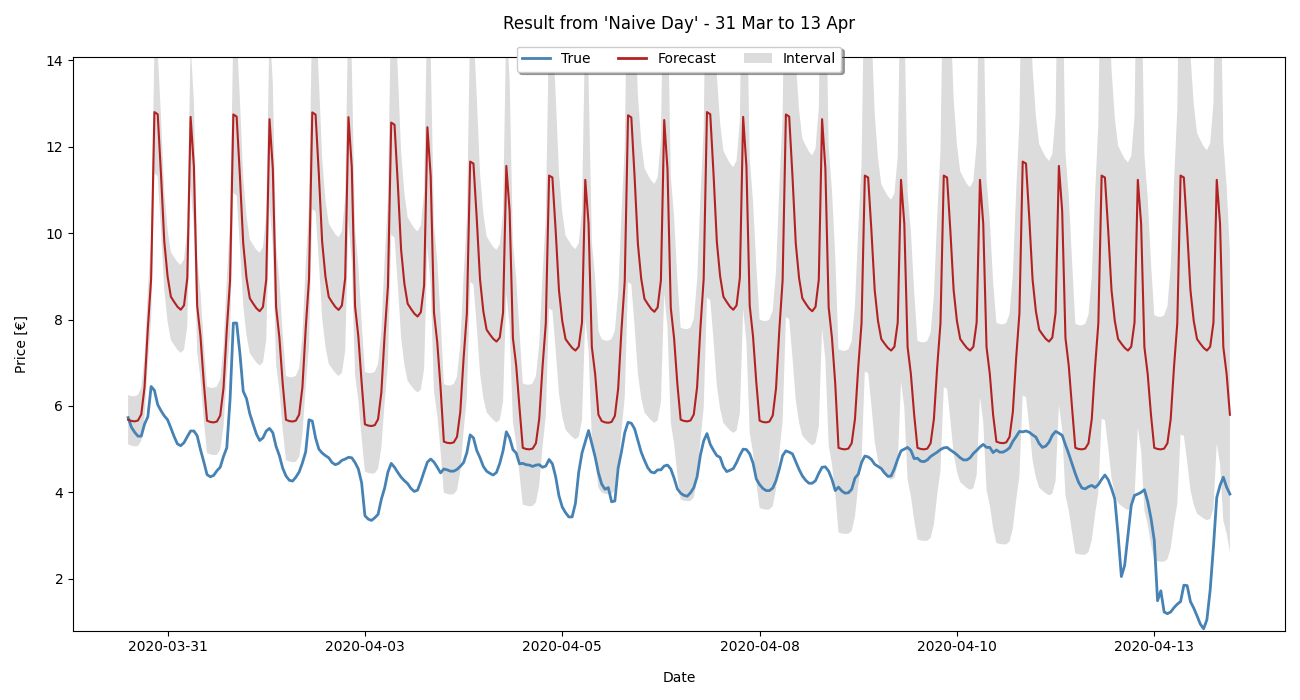 Result from 'Naive Day' - 31 Mar to 13 Apr
True Forecast Interval
14
12
10
8
6
4
2
Price [€]
2020-03-31 2020-04-03 2020-04-05 2020-04-08 2020-04-10 2020-04-13
Date